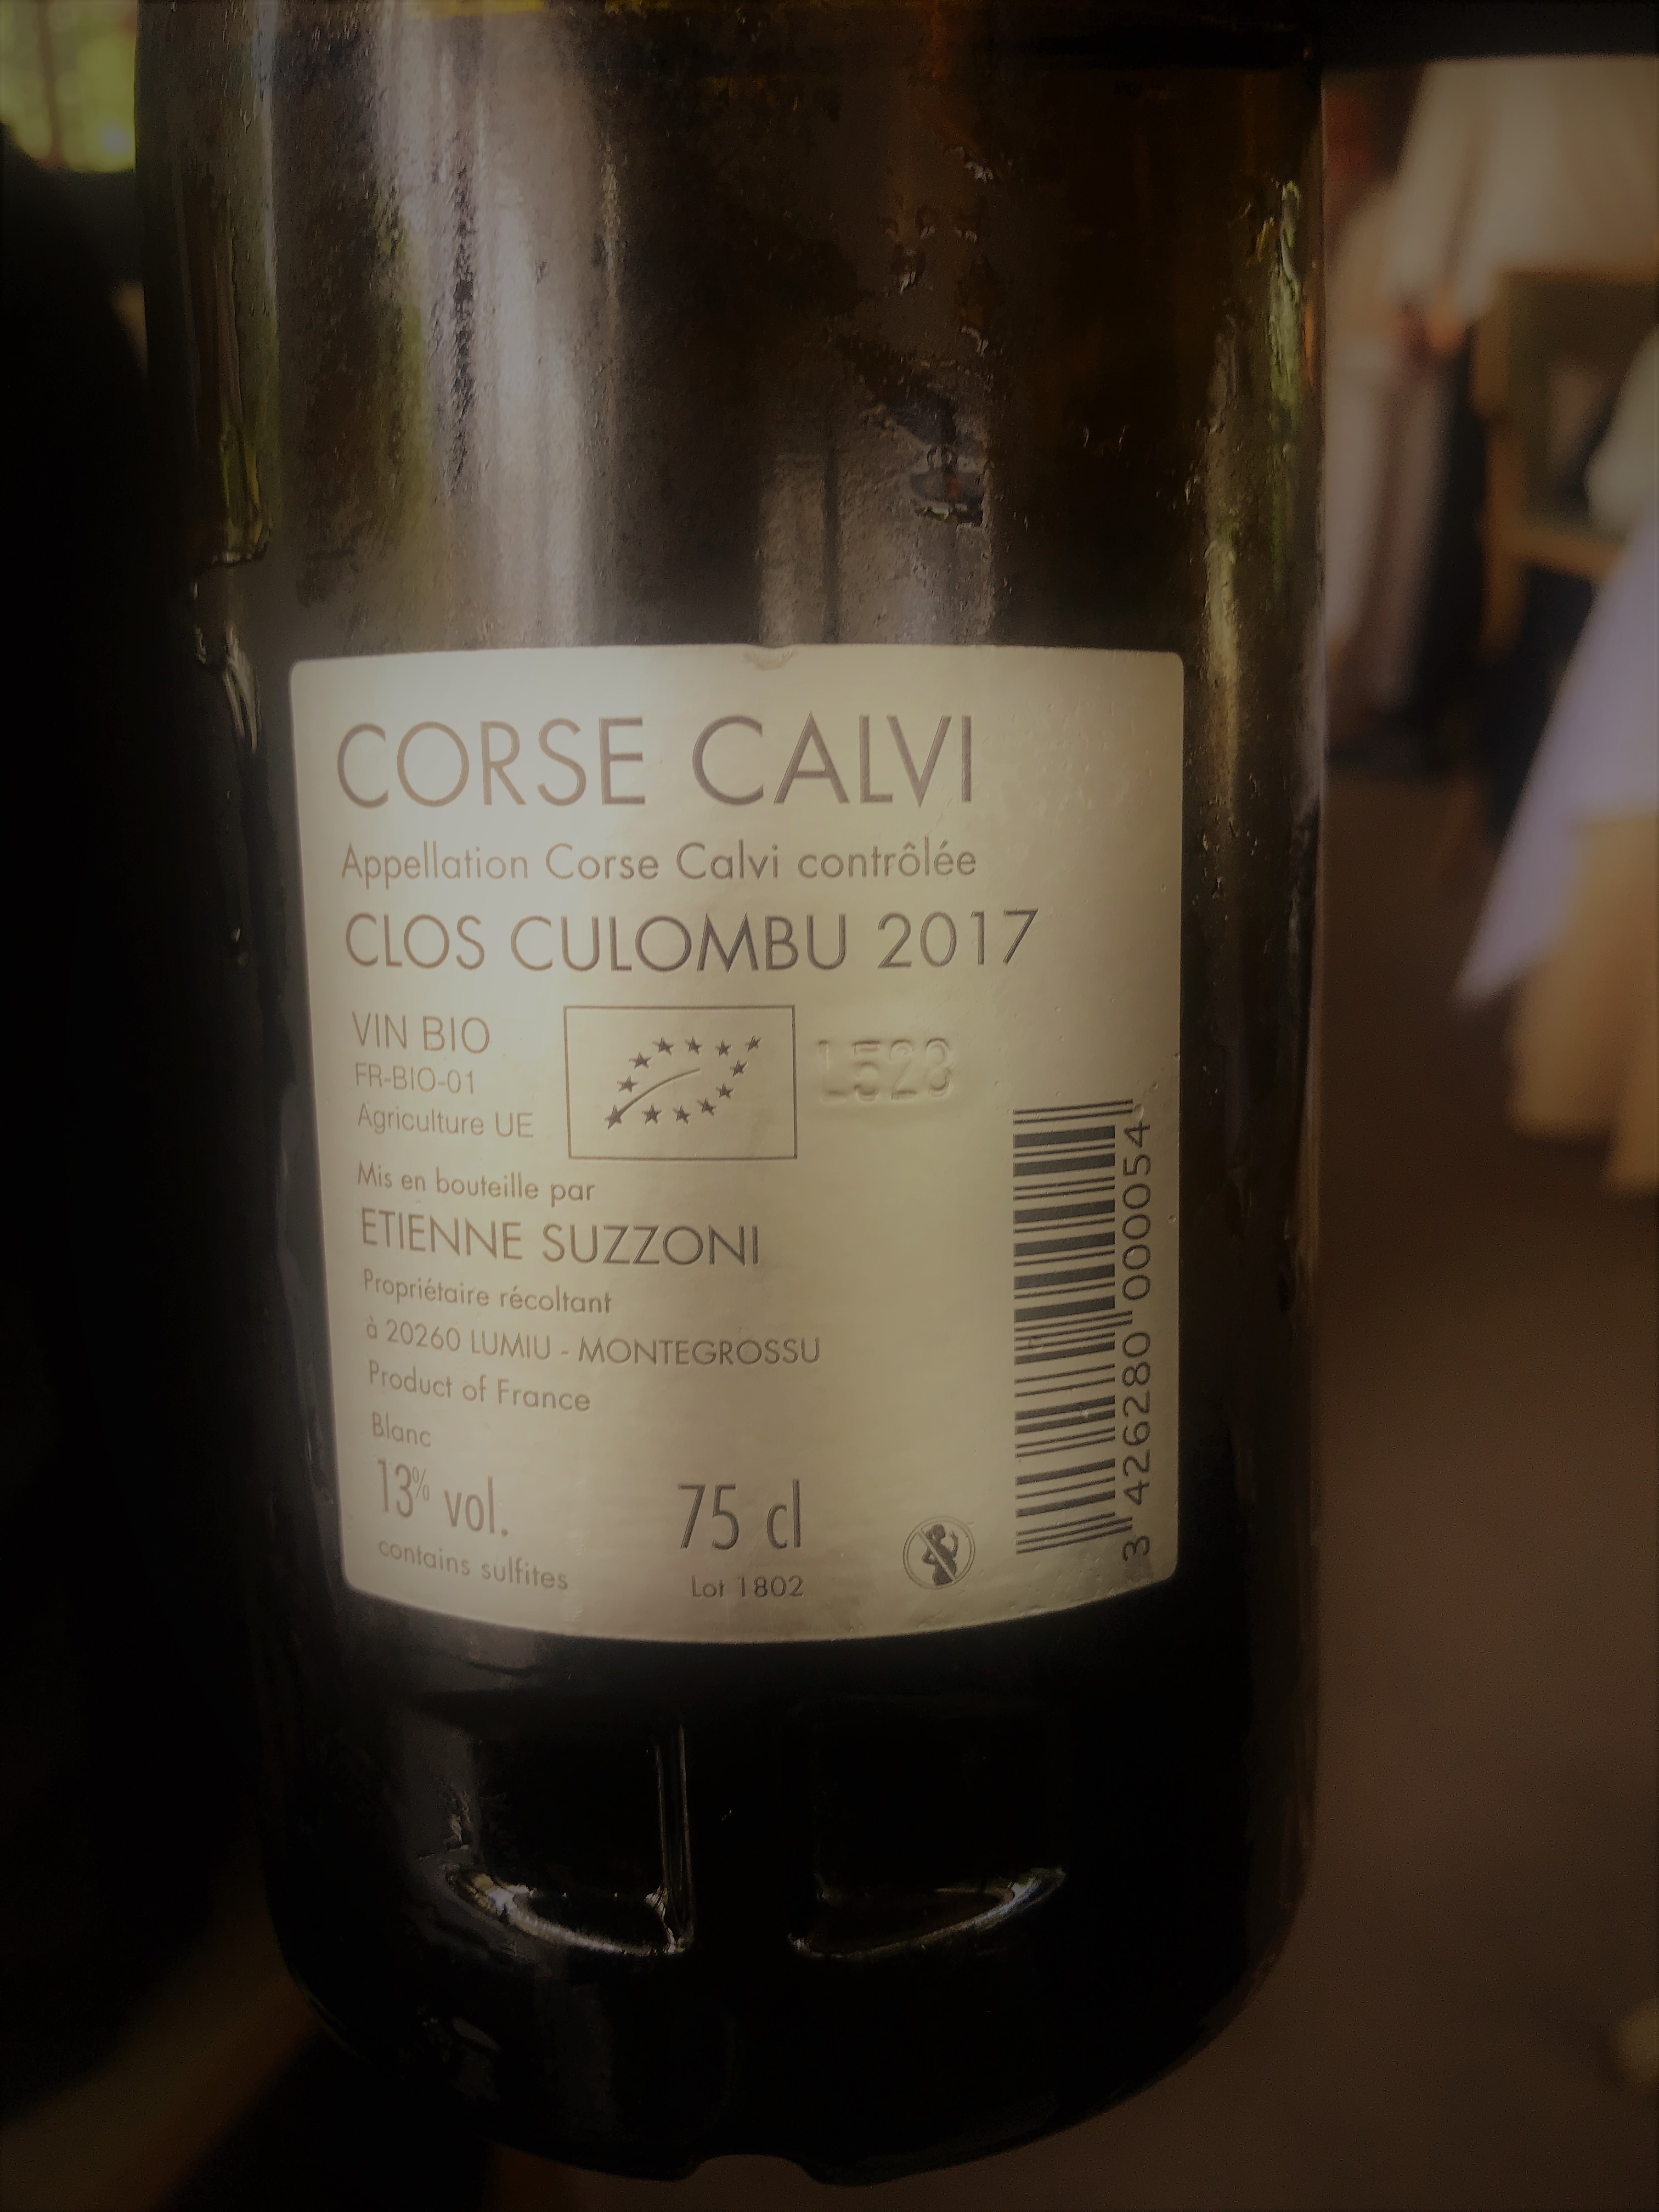 CORSE CALVI
Appellation Corse Calvi contrôlée
CLOS CULOMBU 2017
VIN BIO
FR-BIO-01
Agriculture UE
L523
Mis en bouteille par
ETIENNE SUZZONI
Propriétaire récoltant
à 20260 LUMIU - MONTEGROSSU
Product of France
Blanc
13% vol.
75 cl
contains sulfites
Lot 1802
3 426280 000054